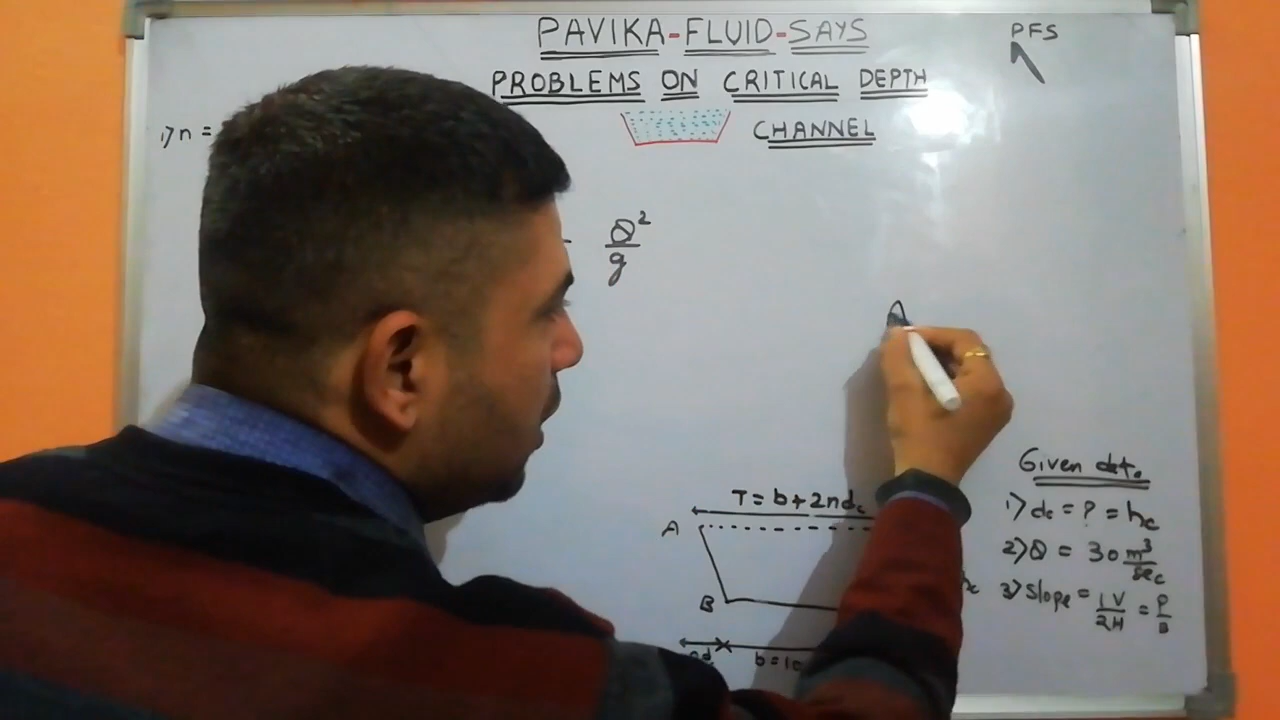 PAVIKA-FLUID-SAYS
PFS
PROBLEMS ON CRITICAL DEPTH
CHANNEL
1) n =
Q²
g
T = b + 2ndc
A
B
b = 10
Given dat.
1) dc = ? = hc
2) Q = 30 m³/sec
3) Slope = 1V/2H = P/B